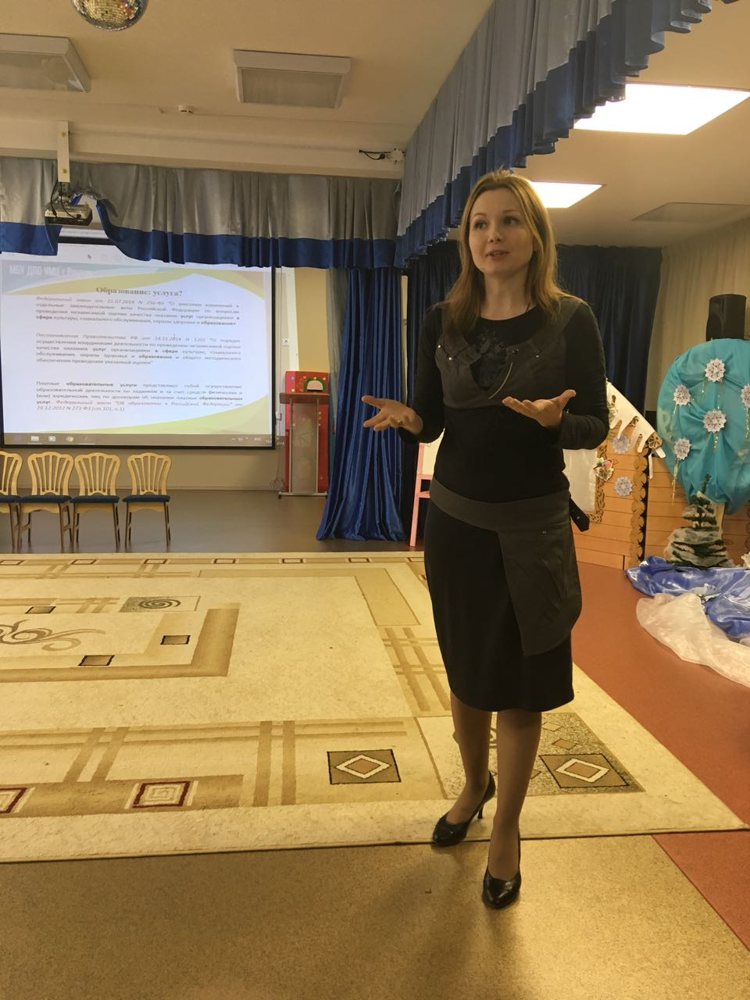 МБУ ДПО УМЦ г
Образование: услуга?
Федеральный закон от 21.07.2014 N 256-ФЗ "О внесении изменений в
отдельные законодательные акты Российской Федерации по вопросам
проведения независимой оценки качества оказания услуг организациями в
сфере культуры, социального обслуживания, охраны здоровья и образования"
Постановление Правительства РФ от 14.11.2014 N 1202 "О порядке
осуществления координации деятельности по проведению независимой оценки
качества оказания услуг организациями в сфере культуры, социального
обслуживания, охраны здоровья и образования и общего методического
обеспечения проведения указанной оценки"
Платные образовательные услуги представляют собой осуществление
образовательной деятельности по заданиям и за счет средств физических и
(или) юридических лиц по договорам об оказании платных образовательных
услуг. Федеральный закон "Об образовании в Российской Федерации" от
29.12.2012 N 273-ФЗ (ст.101, п.1).